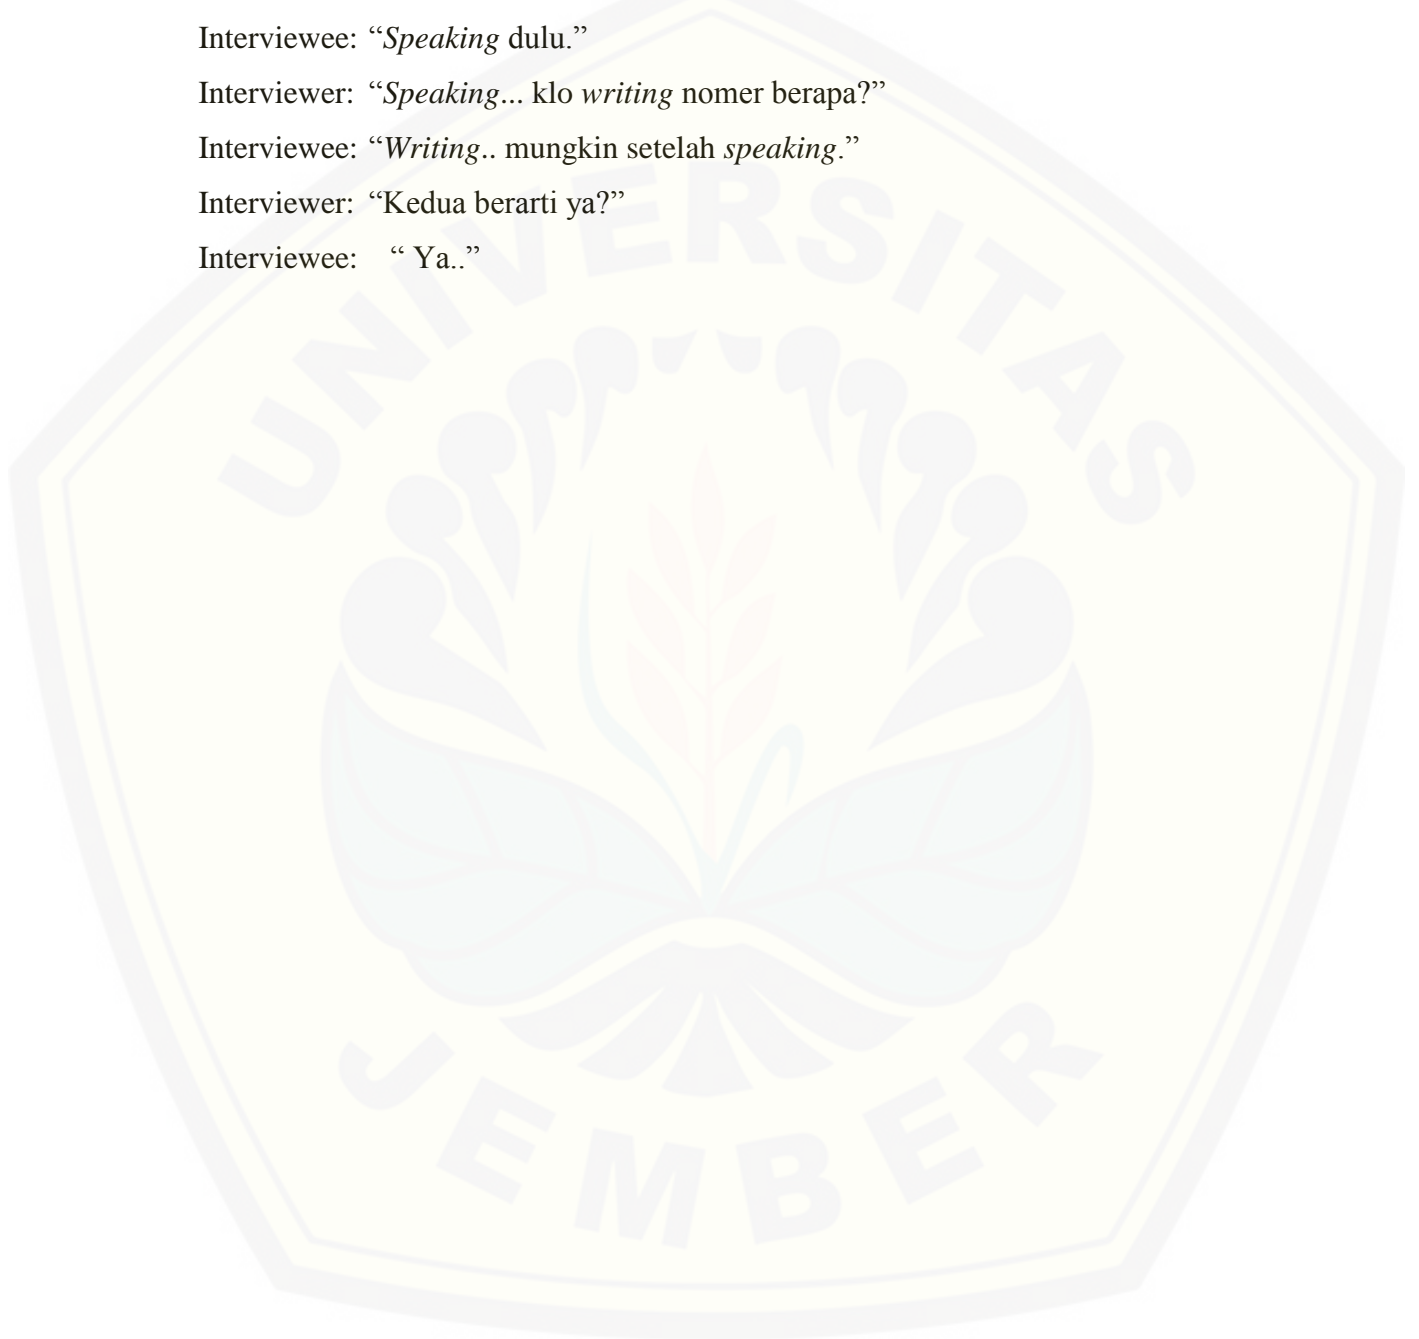 Interviewee: “Speaking dulu.”
Interviewer: “Speaking... klo writing nomer berapa?”
Interviewee: “Writing.. mungkin setelah speaking.”
Interviewer: “Kedua berarti ya?”
Interviewee: “ Ya..”
UNIVERSITAS
JEMBER